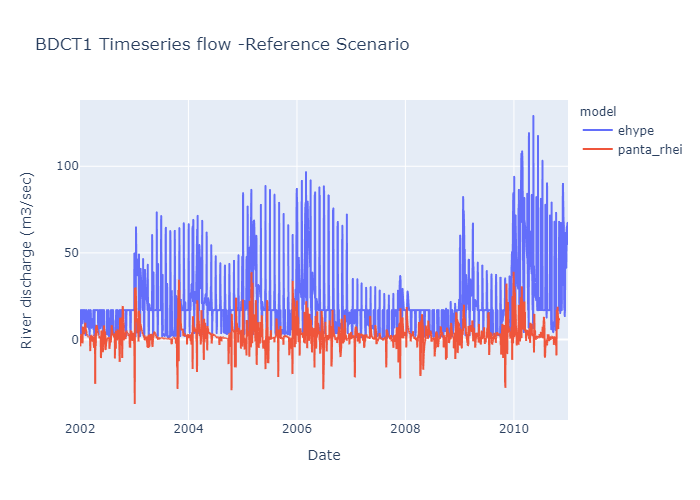 BDCT1 Timeseries flow -Reference Scenario
model
ehype
panta_rhei
River discharge (m3/sec)
100
50
0
2002
2004
2006
2008
2010
Date